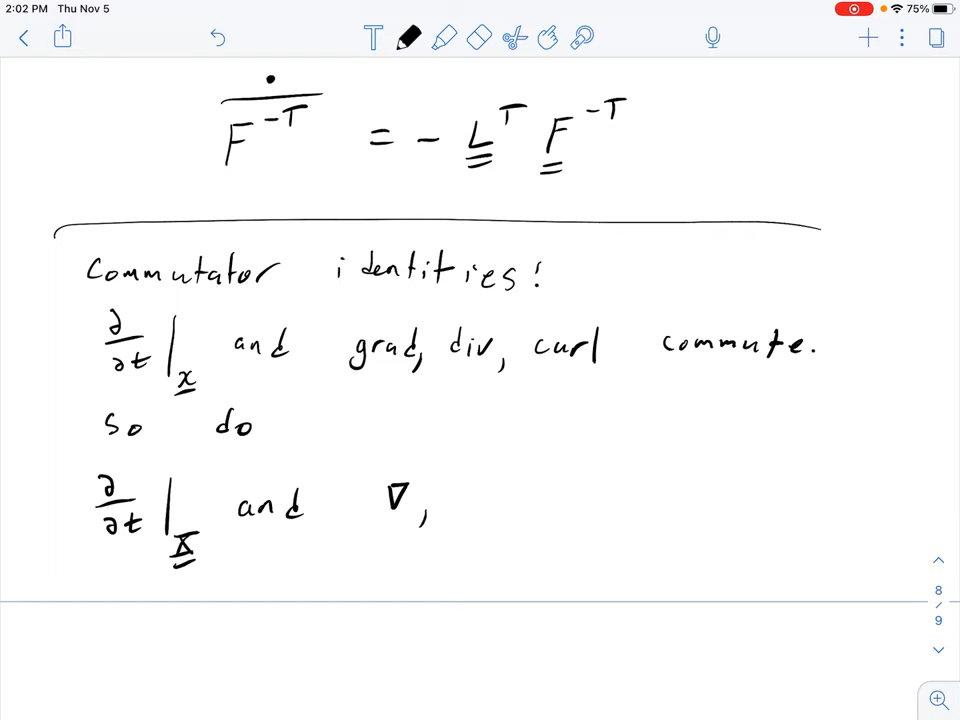 2:02 PM Thu Nov 5 75%
T
F^{-T} = - L^T F^{-T}
Commutator identities:
∂/∂t |_x and grad, div, curl commute.
so do
∂/∂t |_X and ∇,
8
/
9